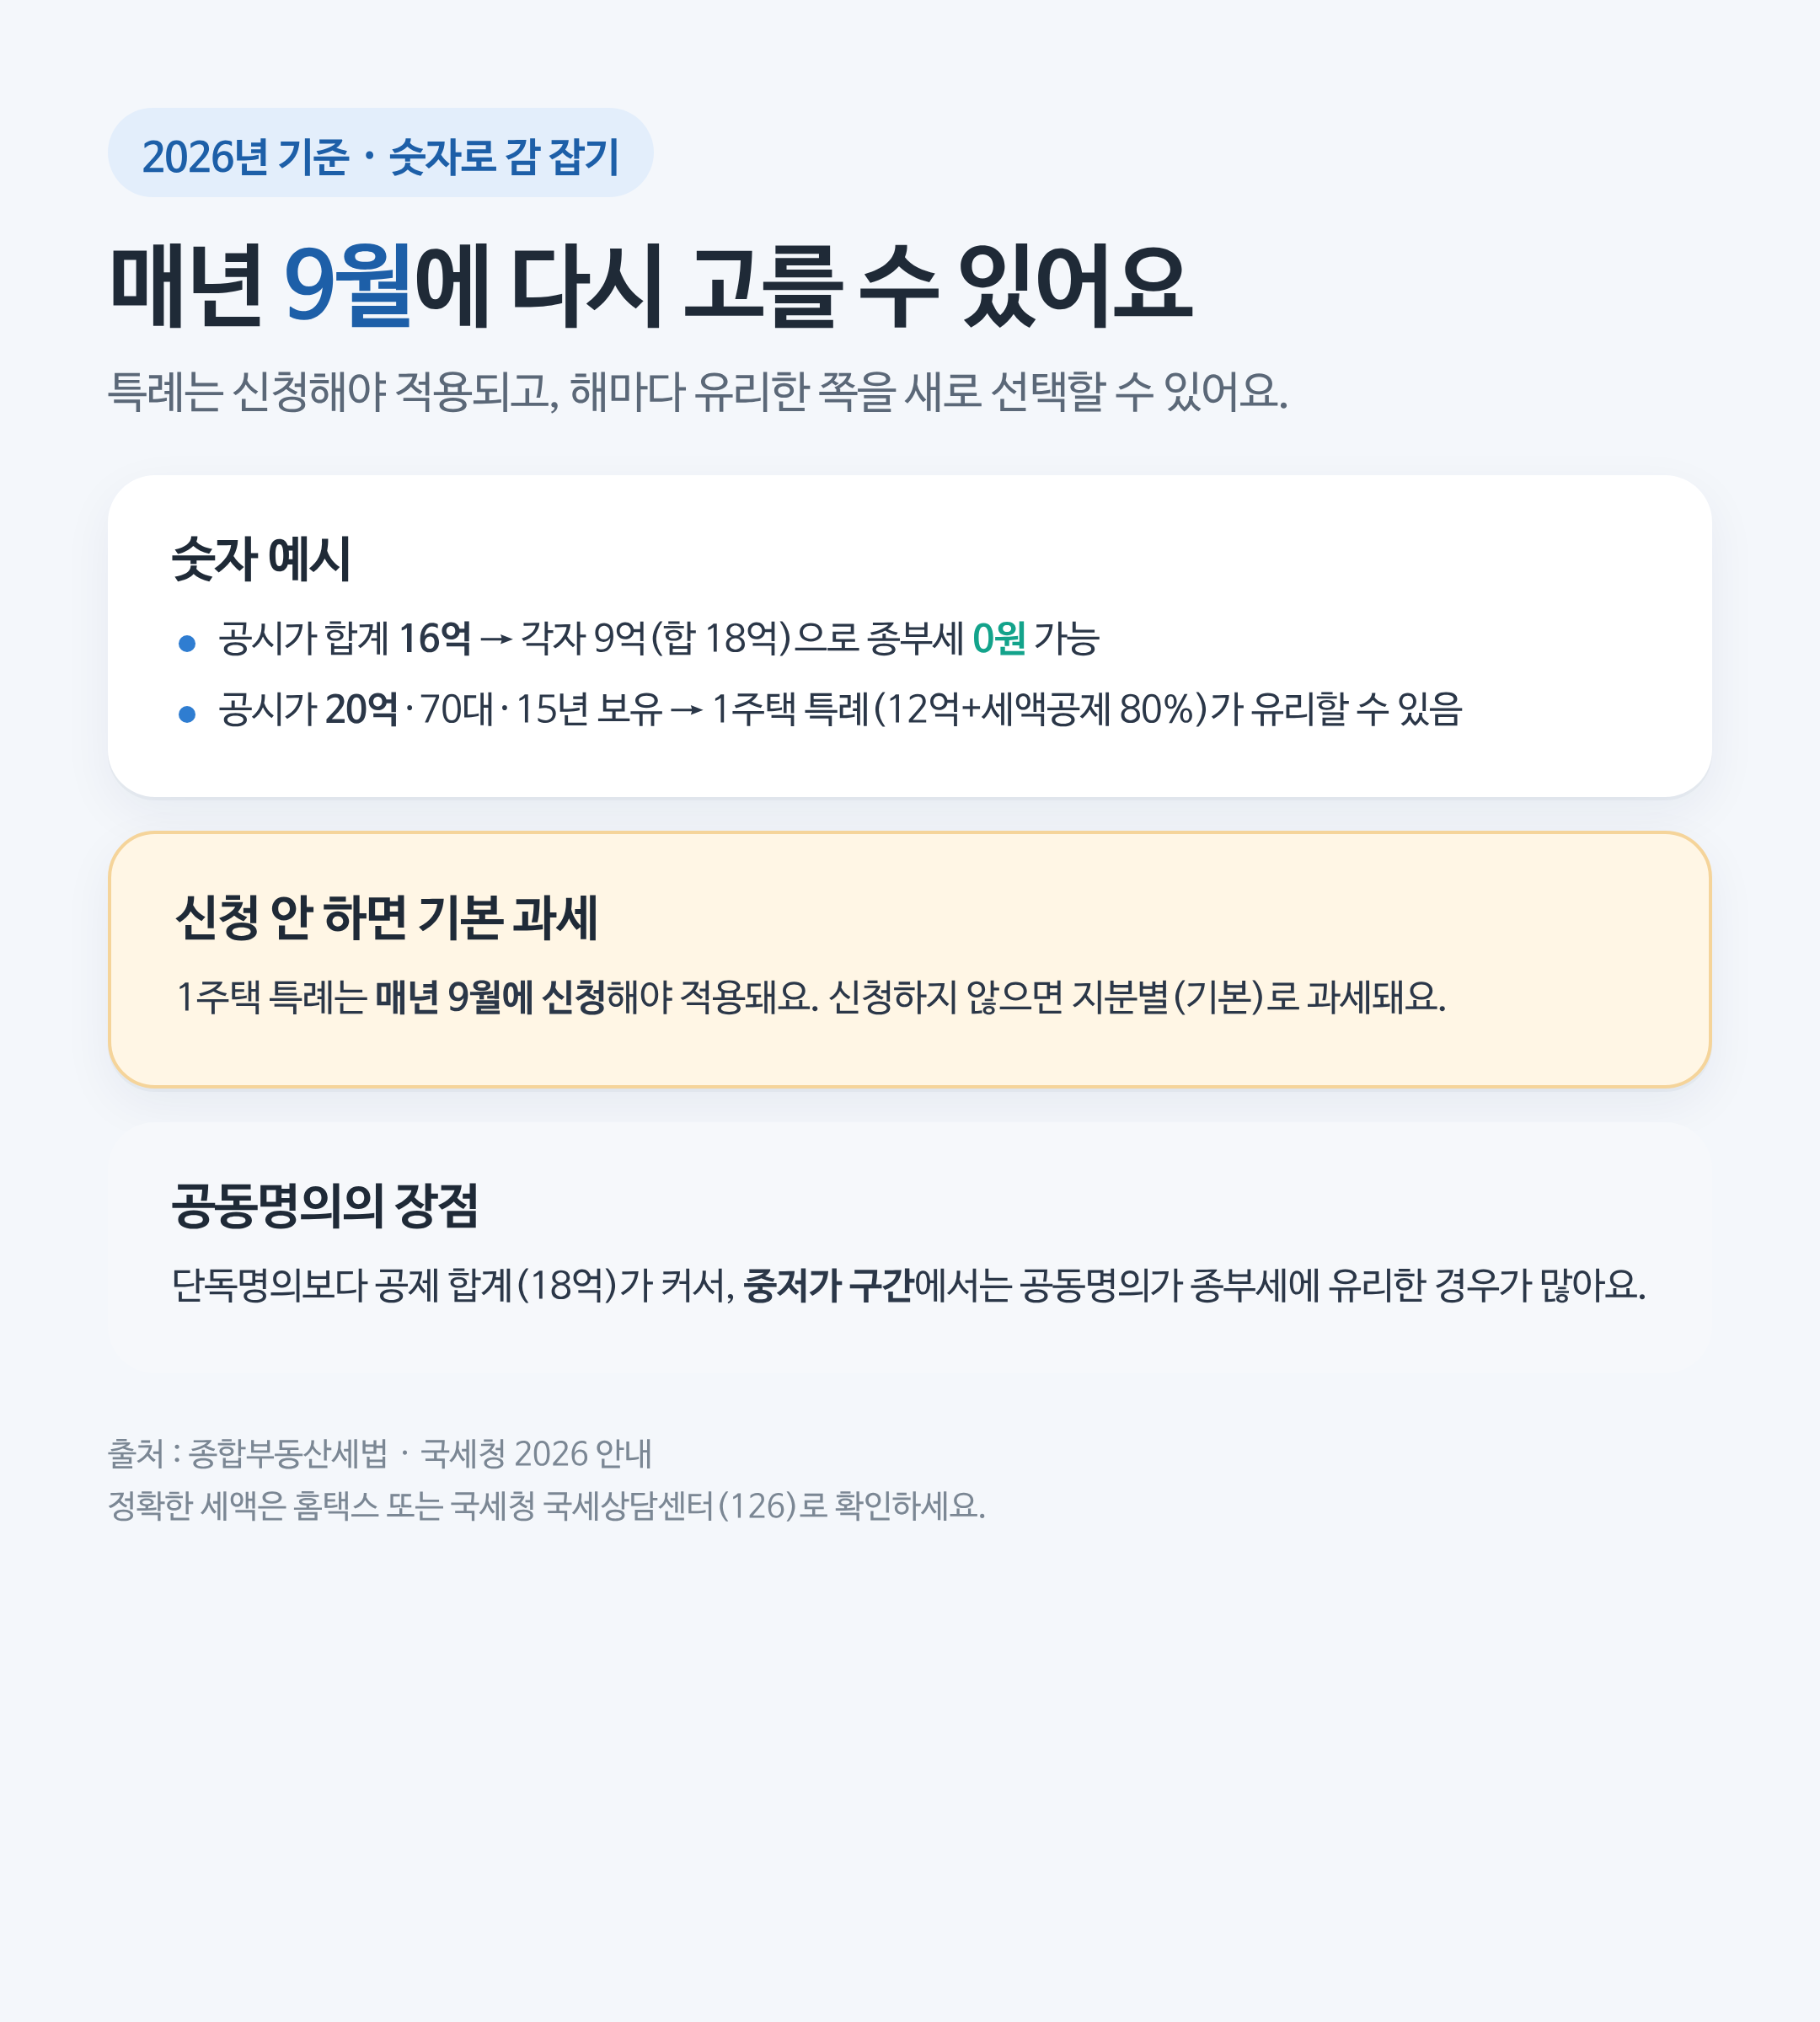 2026년 기준 · 숫자로 감 잡기
매년 9월에 다시 고를 수 있어요
특례는 신청해야 적용되고, 해마다 유리한 쪽을 새로 선택할 수 있어요.
숫자 예시
• 공시가 합계 16억 → 각자 9억(합 18억)으로 종부세 0원 가능
• 공시가 20억·70대·15년 보유 → 1주택 특례(12억+세액공제 80%)가 유리할 수 있음
신청 안 하면 기본 과세
1주택 특례는 매년 9월에 신청해야 적용돼요. 신청하지 않으면 지분별(기본)로 과세돼요.
공동명의의 장점
단독명의보다 공제 합계(18억)가 커서, 중저가 구간에서는 공동명의가 종부세에 유리한 경우가 많아요.
출처 : 종합부동산세법 · 국세청 2026 안내
정확한 세액은 홈택스 또는 국세청 국세상담센터(126)로 확인하세요.